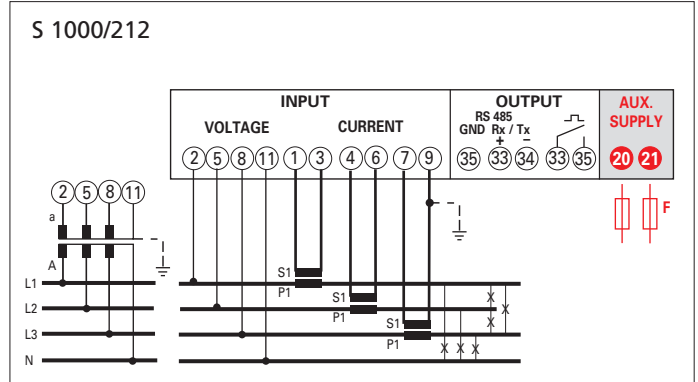 S 1000/212
INPUT
OUTPUT
AUX.
SUPPLY
VOLTAGE
CURRENT
RS 485
GND Rx / Tx
+ −
2 5 8 11 1 3 4 6 7 9 35 33 34 33 35 20 21
2 5 8 11
a
F
A
S1
L1
P1
S1
L2
P1
S1
L3
P1
N
X
X
X
X X X